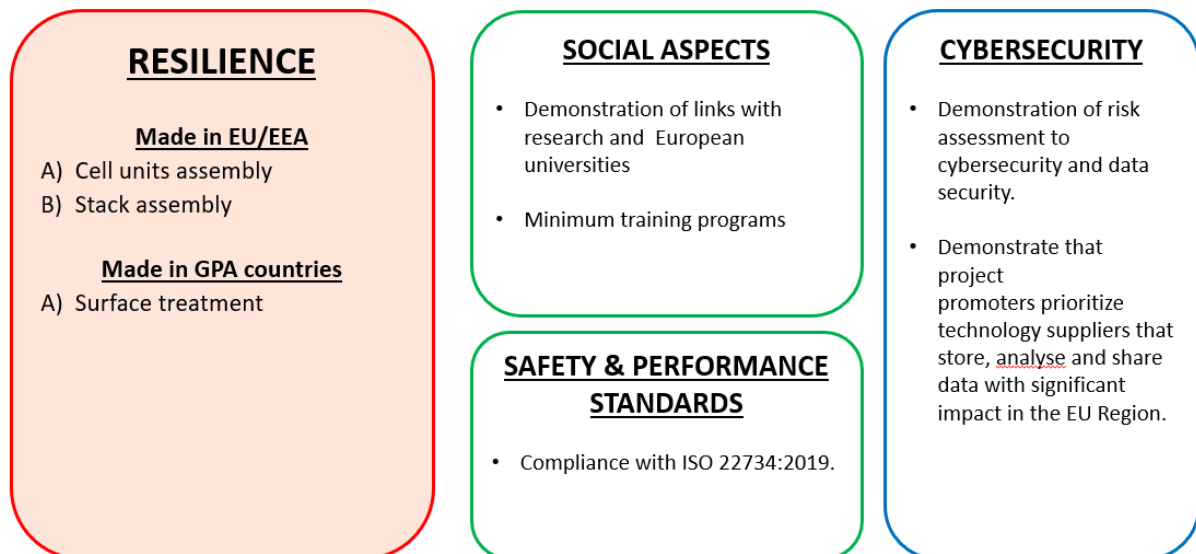 RESILIENCE
Made in EU/EEA
A) Cell units assembly
B) Stack assembly
Made in GPA countries
A) Surface treatment
SOCIAL ASPECTS
• Demonstration of links with
research and European
universities
• Minimum training programs
SAFETY & PERFORMANCE
STANDARDS
• Compliance with ISO 22734:2019.
CYBERSECURITY
• Demonstration of risk
assessment to
cybersecurity and data
security.
• Demonstrate that
project
promoters prioritize
technology suppliers that
store, analyse and share
data with significant
impact in the EU Region.